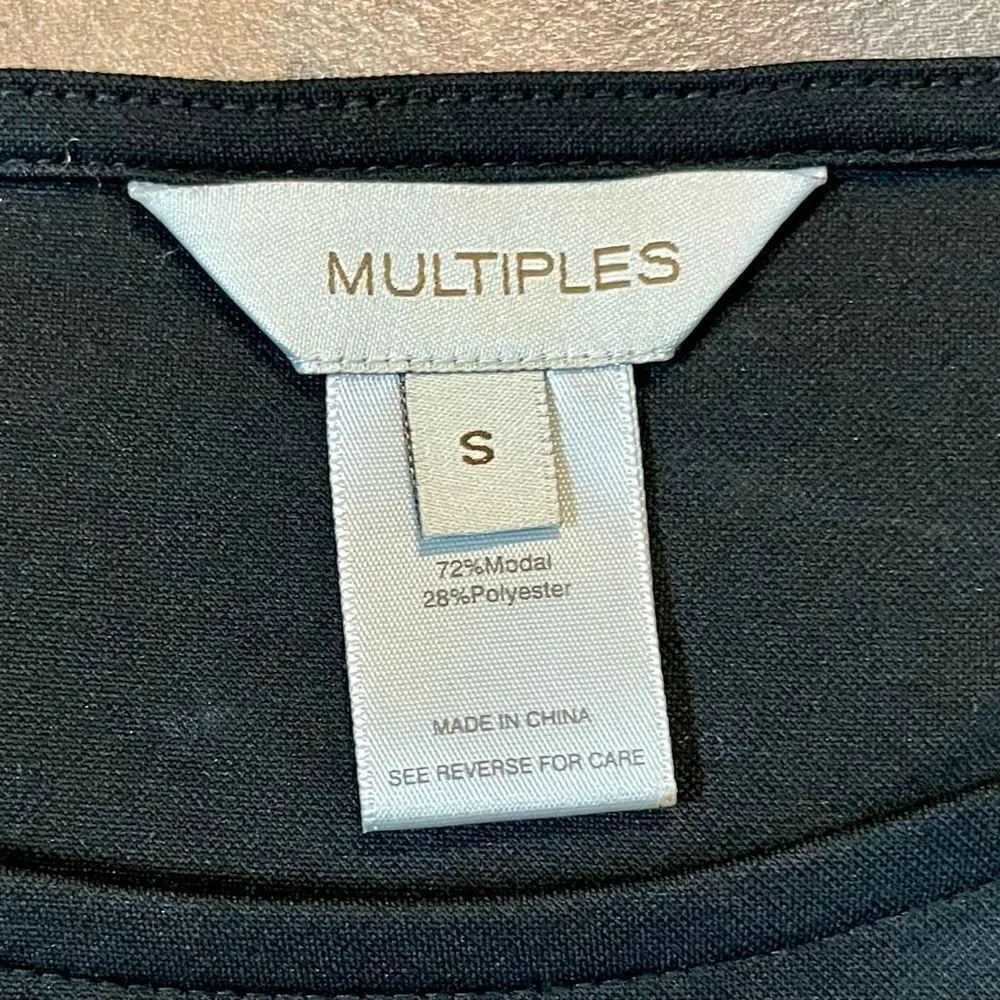 MULTIPLES
S
72%Modal
28%Polyester
MADE IN CHINA
SEE REVERSE FOR CARE